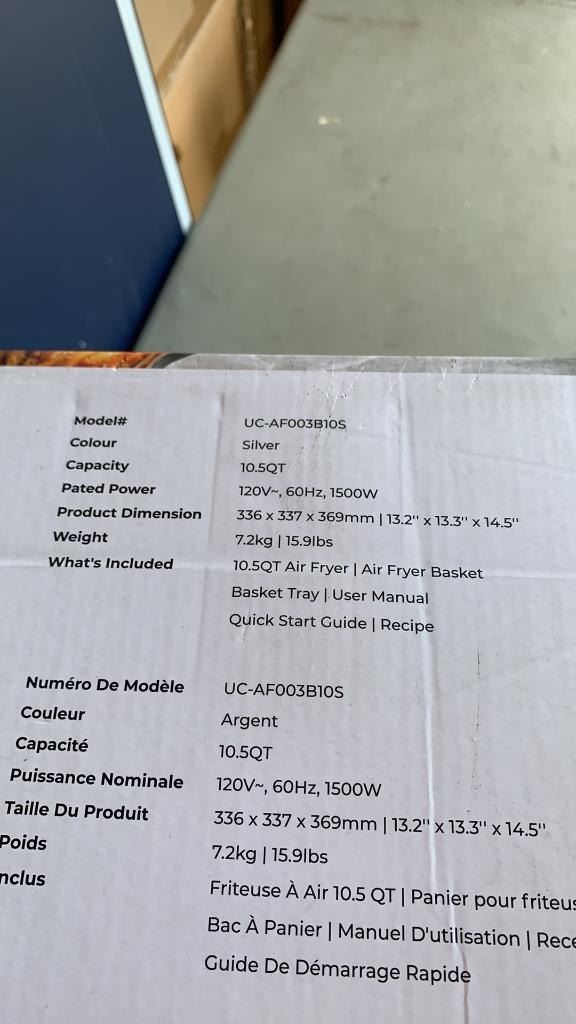 Model# UC-AF003B10S
Colour Silver
Capacity 10.5QT
Pated Power 120V~, 60Hz, 1500W
Product Dimension 336 x 337 x 369mm | 13.2'' x 13.3'' x 14.5''
Weight 7.2kg | 15.9lbs
What's Included 10.5QT Air Fryer | Air Fryer Basket
Basket Tray | User Manual
Quick Start Guide | Recipe
Numéro De Modèle UC-AF003B10S
Couleur Argent
Capacité 10.5QT
Puissance Nominale 120V~, 60Hz, 1500W
Taille Du Produit 336 x 337 x 369mm | 13.2'' x 13.3'' x 14.5''
Poids 7.2kg | 15.9lbs
nclus Friteuse À Air 10.5 QT | Panier pour friteus
Bac À Panier | Manuel D'utilisation | Rece
Guide De Démarrage Rapide